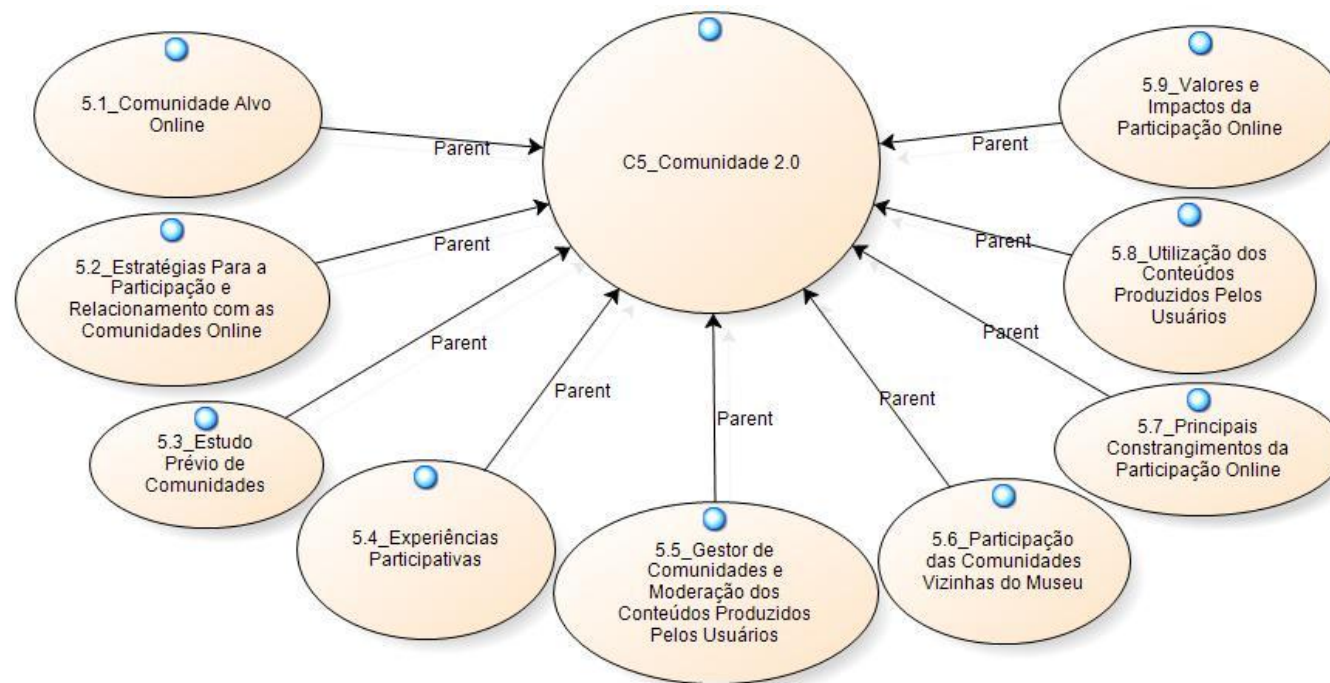 C5_Comunidade 2.0
5.1_Comunidade Alvo
Online
Parent
5.2_Estratégias Para a
Participação e
Relacionamento com as
Comunidades Online
Parent
5.3_Estudo
Prévio de
Comunidades
Parent
5.4_Experiências
Participativas
Parent
5.5_Gestor de
Comunidades e
Moderação dos
Conteúdos Produzidos
Pelos Usuários
Parent
5.6_Participação
das Comunidades
Vizinhas do Museu
Parent
5.7_Principais
Constrangimentos da
Participação Online
Parent
5.8_Utilização dos
Conteúdos
Produzidos Pelos
Usuários
Parent
5.9_Valores e
Impactos da
Participação Online
Parent